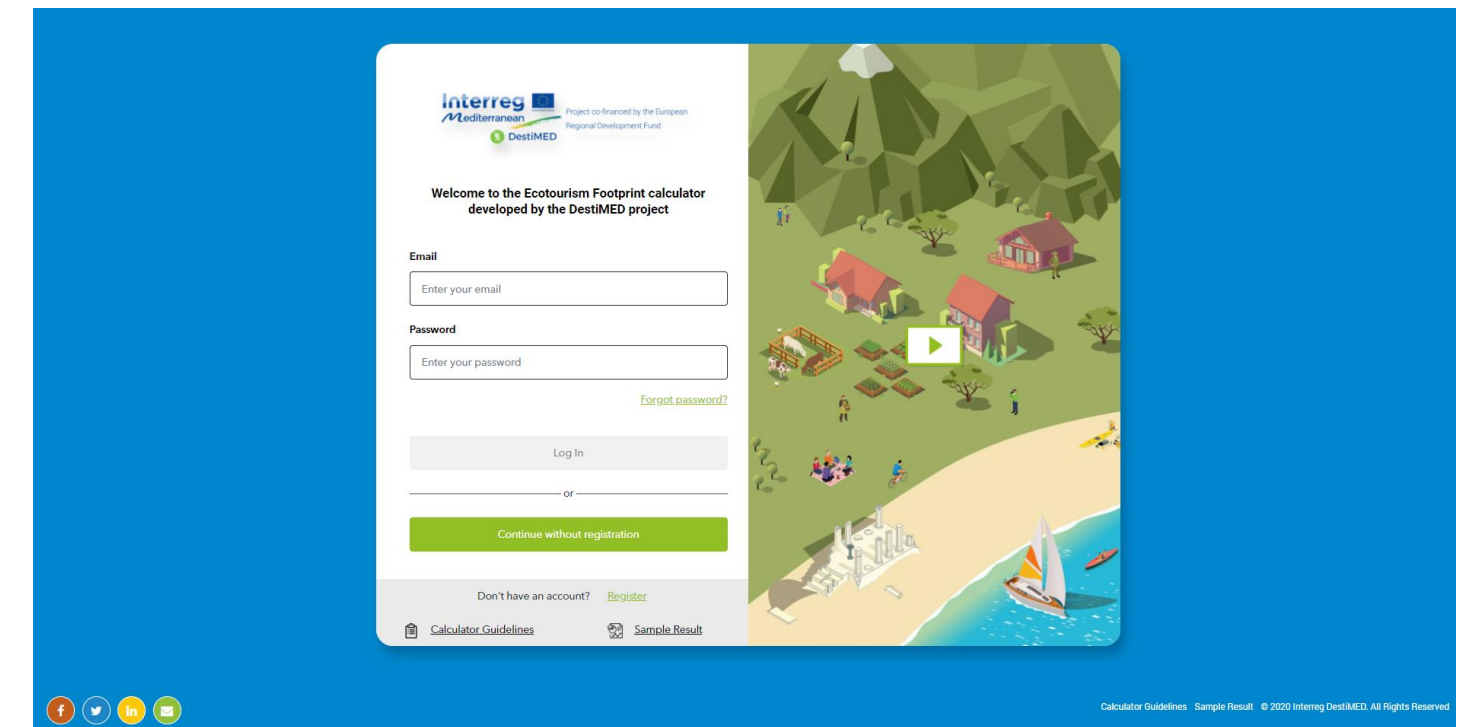 Interreg
Mediterranean
DestiMED
Project co-financed by the European
Regional Development Fund
Welcome to the Ecotourism Footprint calculator
developed by the DestiMED project
Email
Enter your email
Password
Enter your password
Forgot password?
Log In
or
Continue without registration
Don't have an account? Register
Calculator Guidelines Sample Result
f in
Calculator Guidelines Sample Result © 2020 Interreg DestiMED. All Rights Reserved